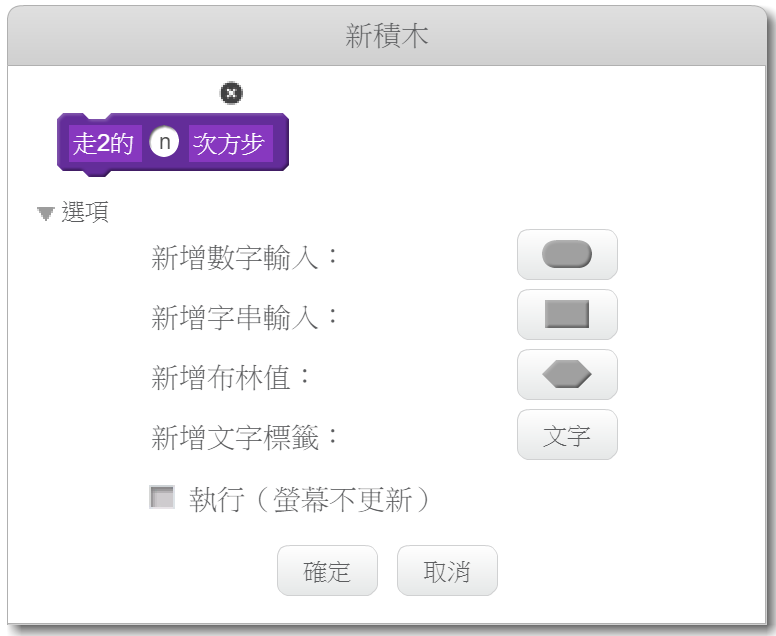 新積木
走2的 n 次方步
選項
新增數字輸入：
新增字串輸入：
新增布林值：
新增文字標籤： 文字
執行（螢幕不更新）
確定 取消